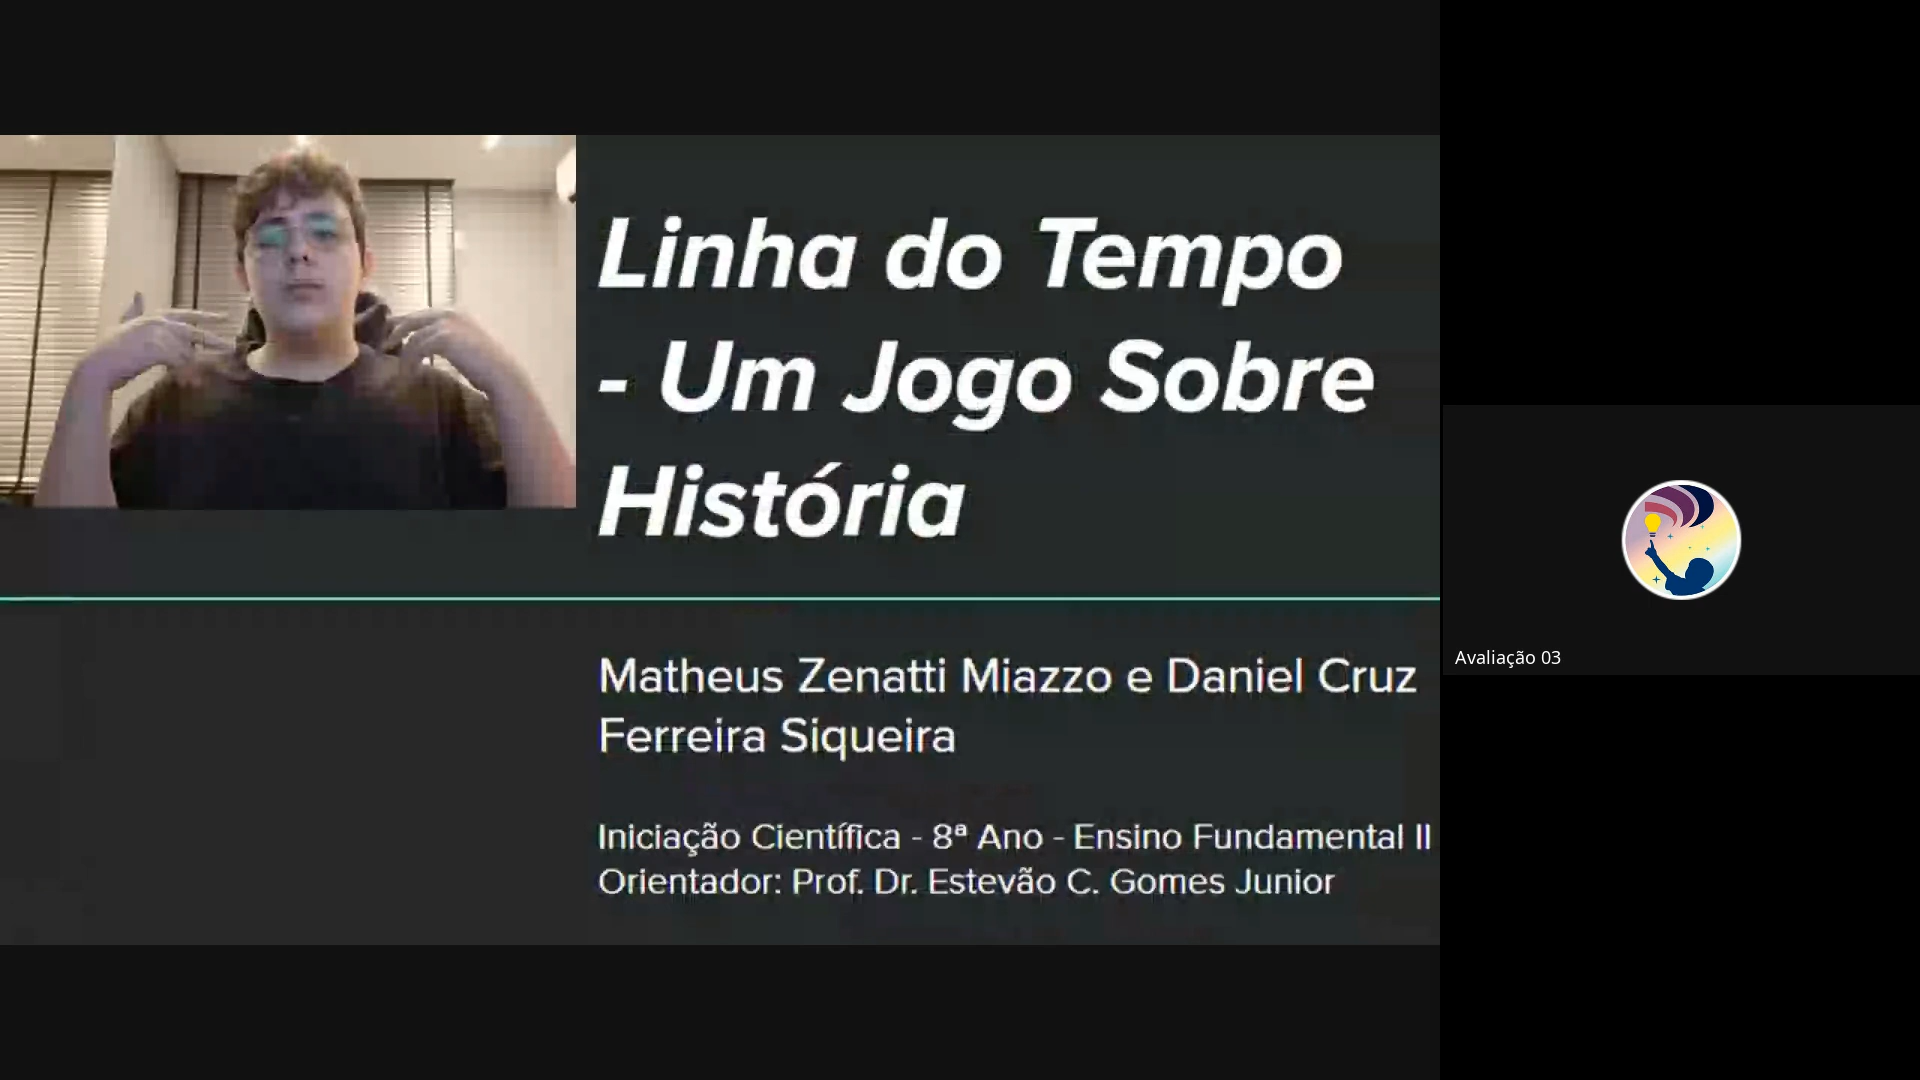 Linha do Tempo
- Um Jogo Sobre
História
Matheus Zenatti Miazzo e Daniel Cruz
Ferreira Siqueira
Iniciação Científica - 8ª Ano - Ensino Fundamental II
Orientador: Prof. Dr. Estevão C. Gomes Junior
Avaliação 03